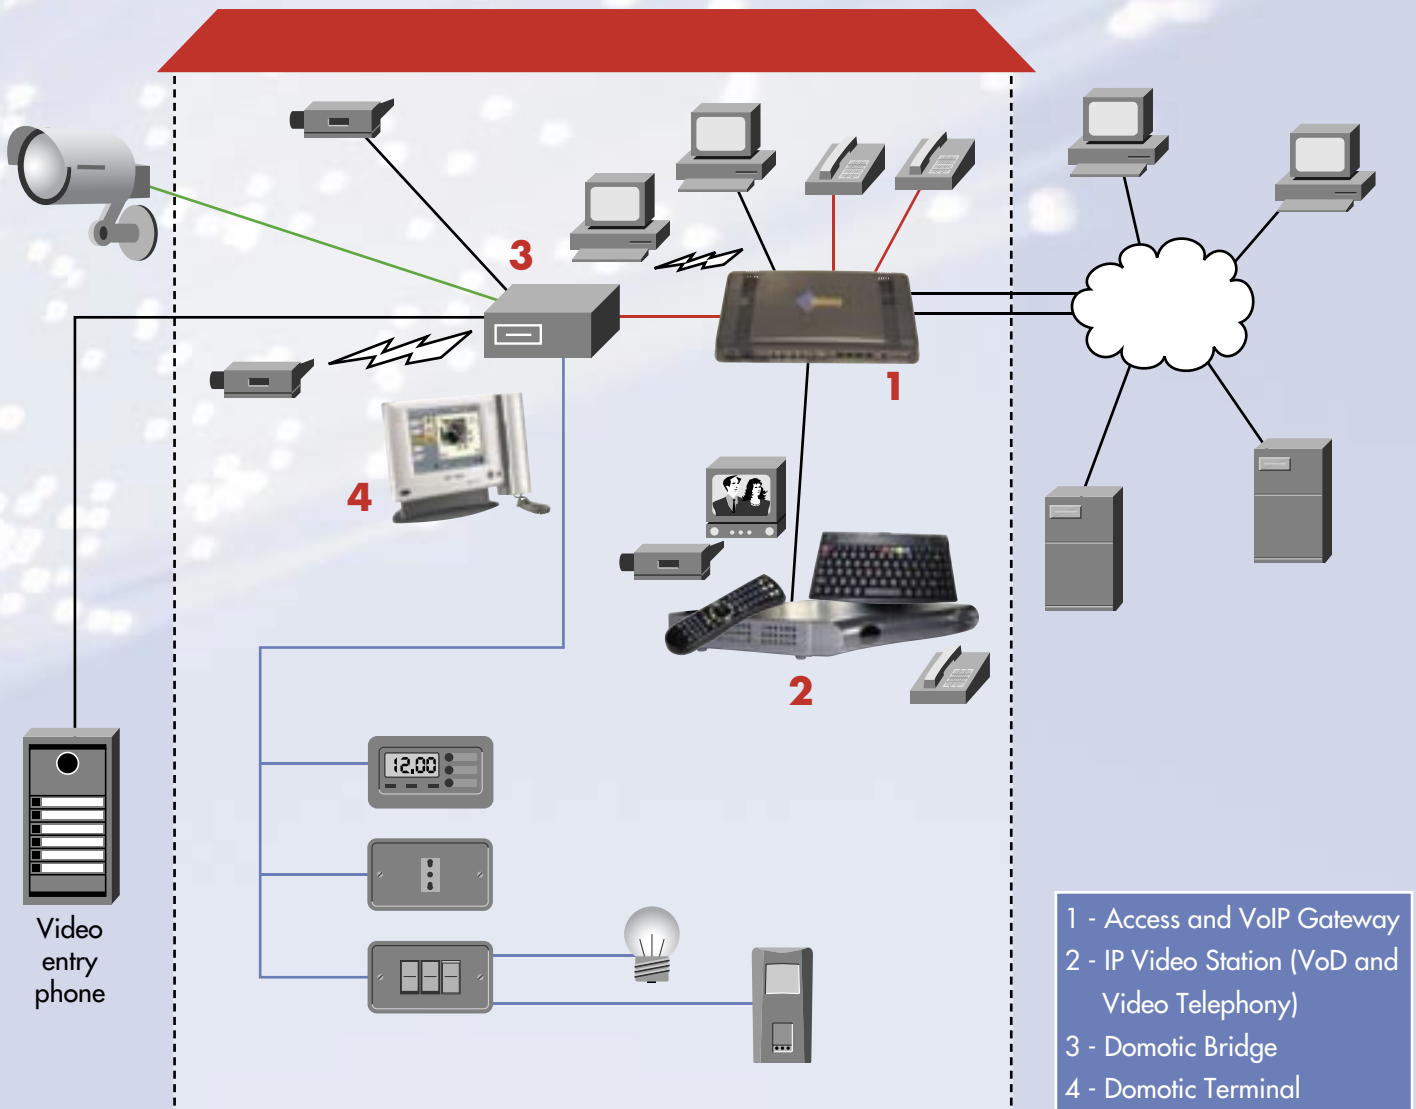 3
1
4
2
12.00
Video
entry
phone
1 - Access and VoIP Gateway
2 - IP Video Station (VoD and
Video Telephony)
3 - Domotic Bridge
4 - Domotic Terminal